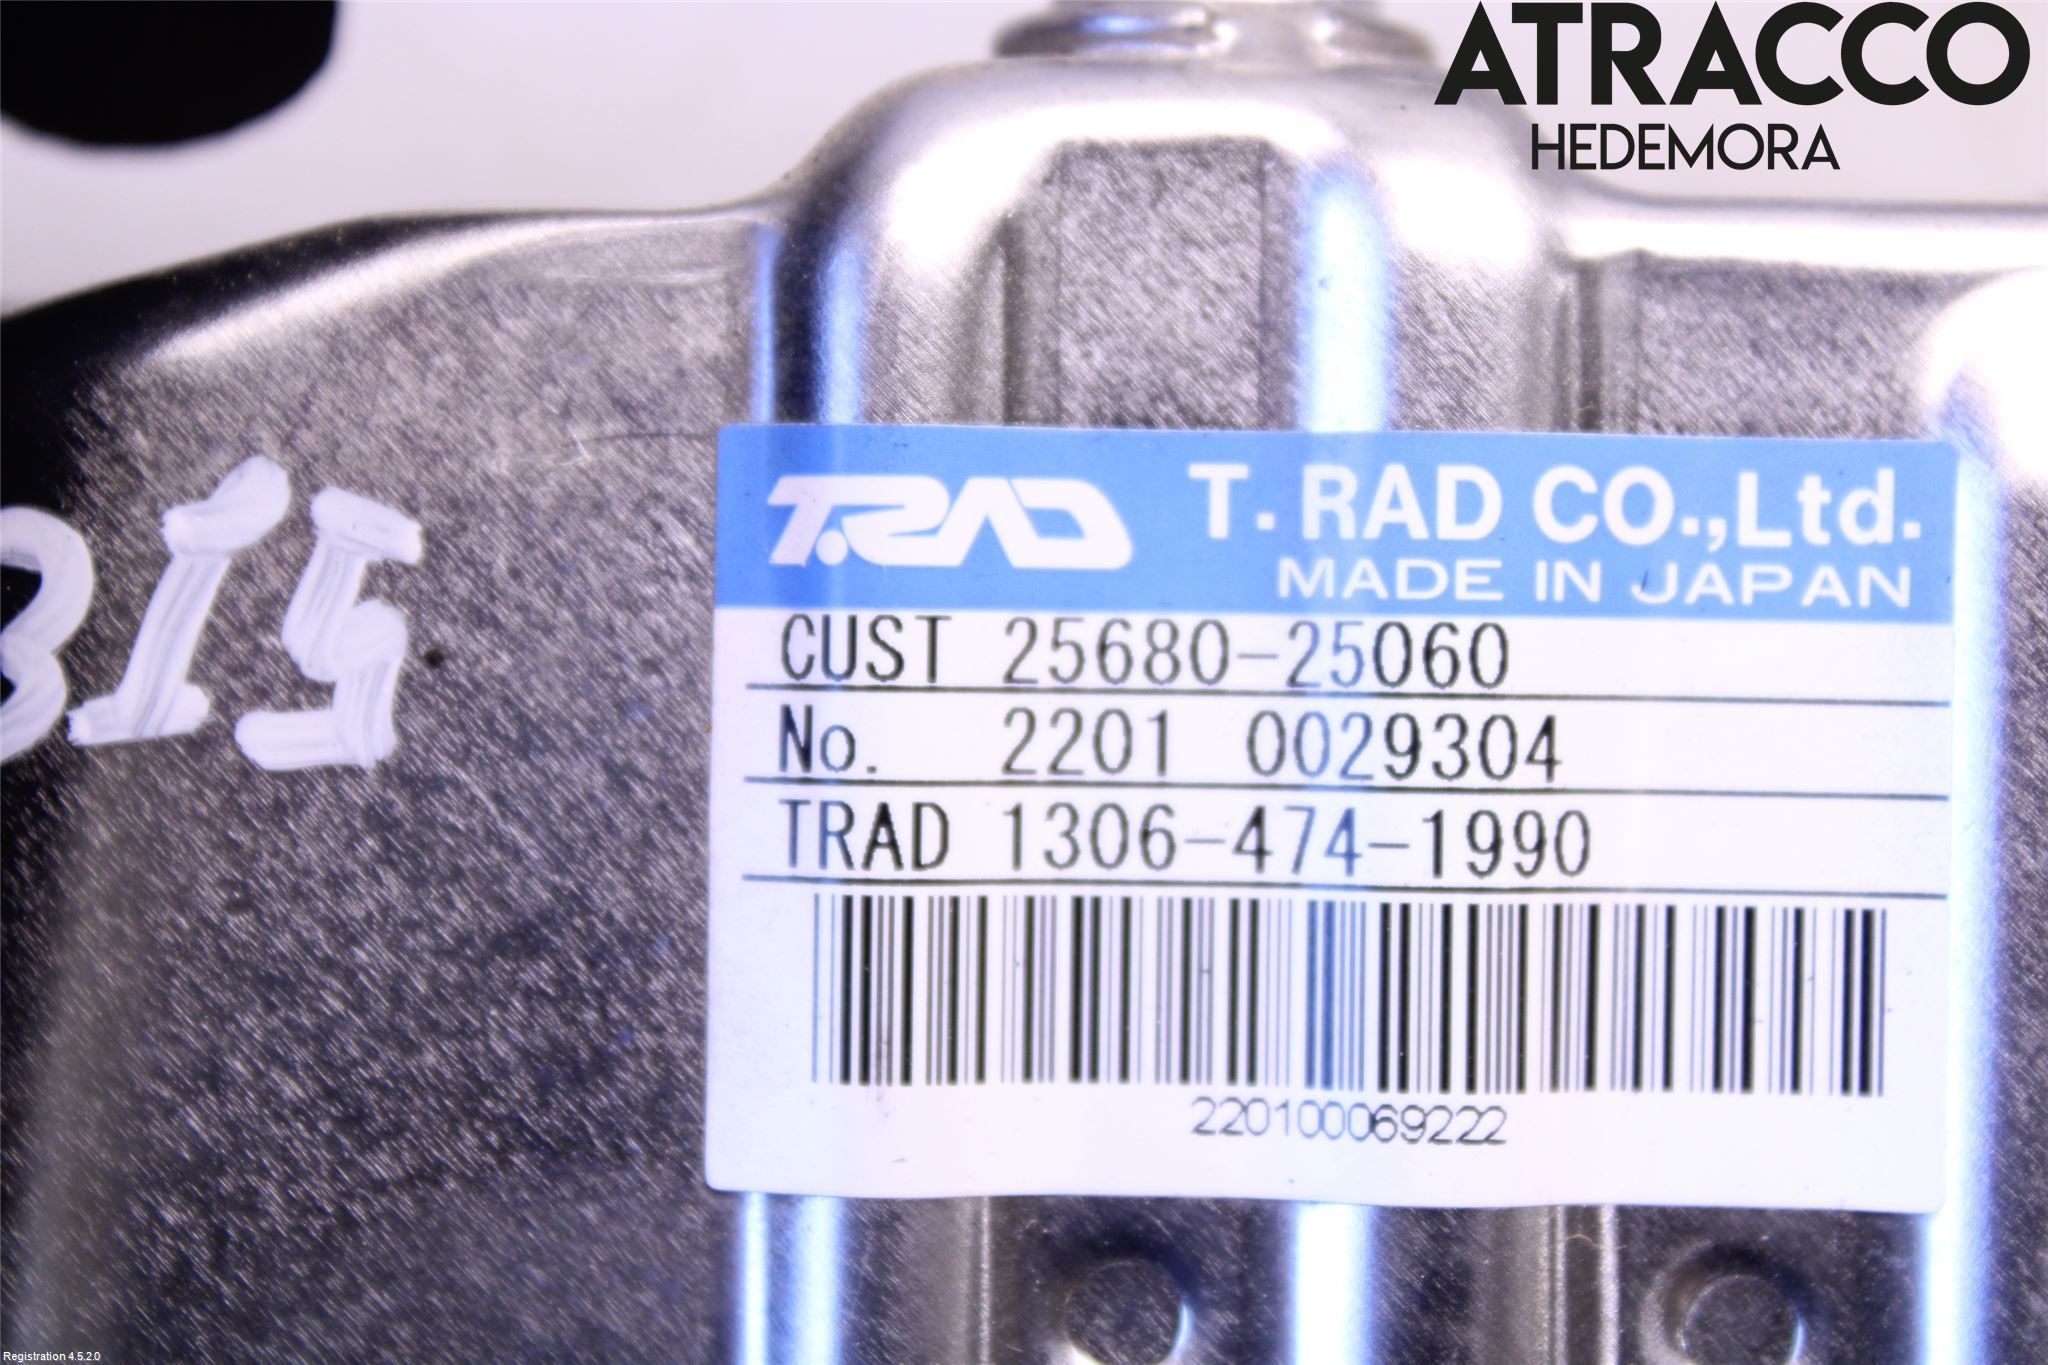 ATRACCO
HEDEMORA
T.RAD T. RAD CO.,Ltd.
MADE IN JAPAN
CUST 25680-25060
No. 2201 0029304
TRAD 1306-474-1990
220100069222
315
Registration 4.5.2.0